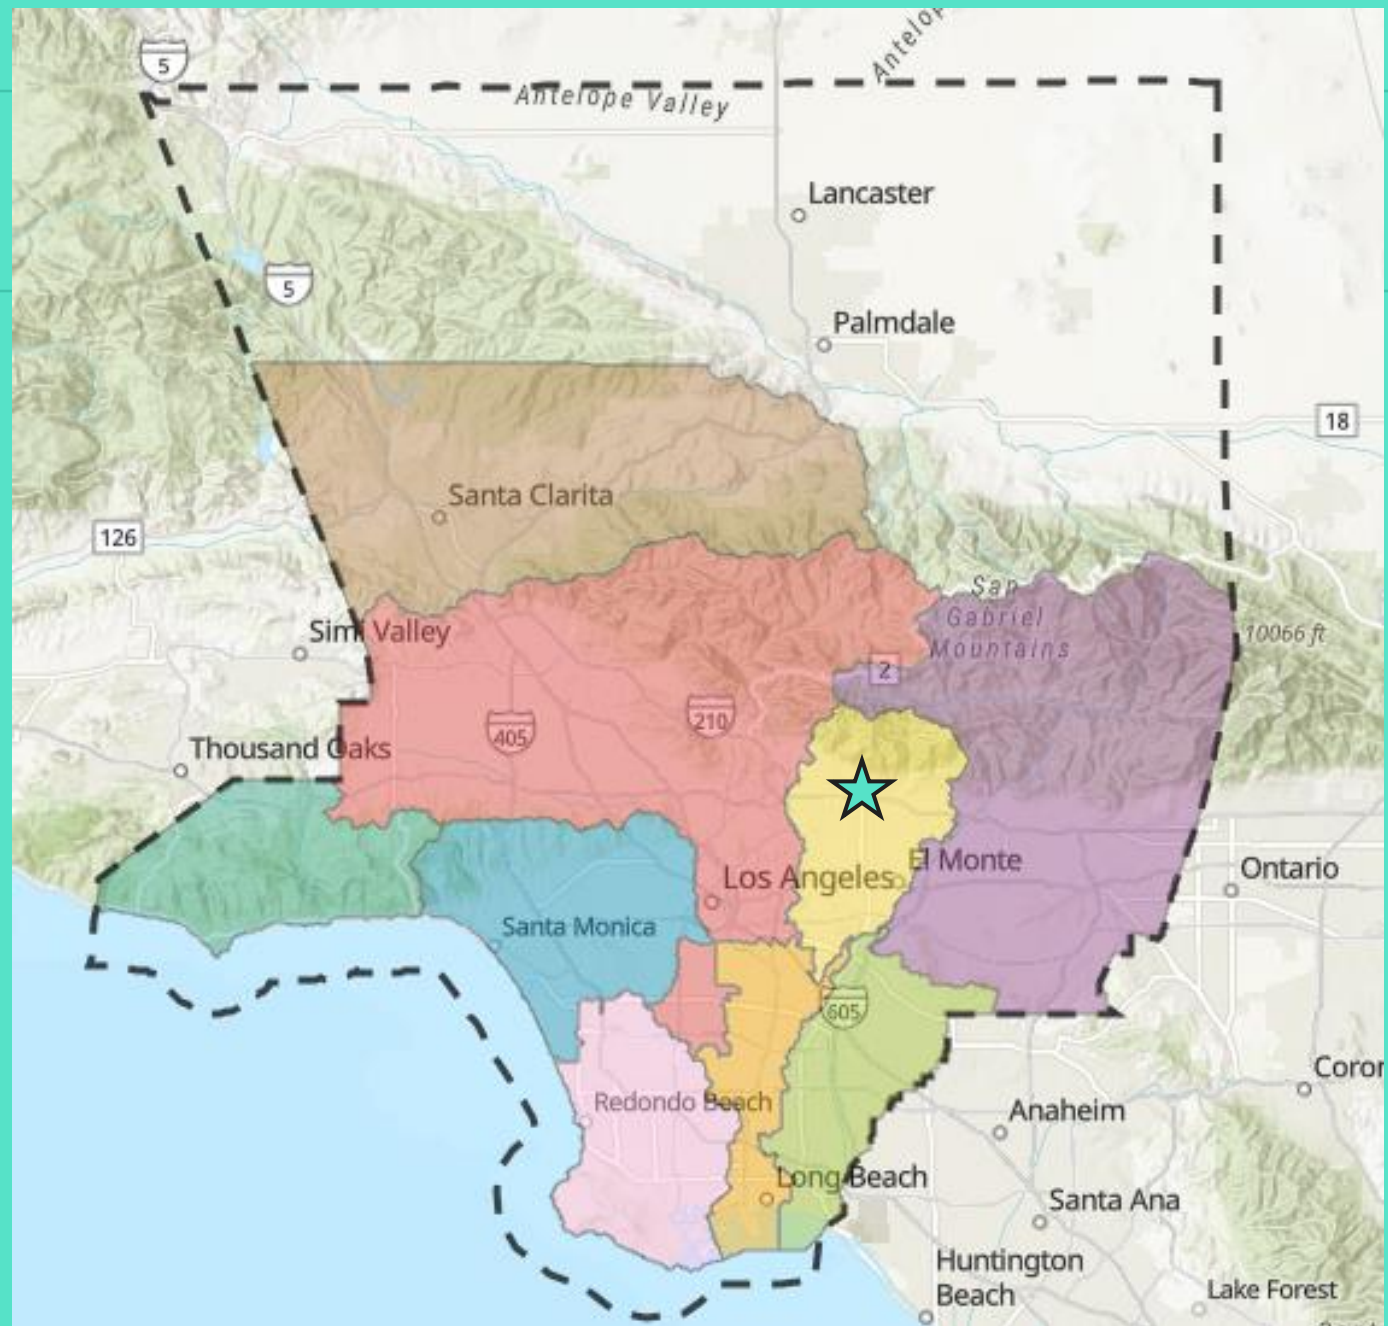 Antelop
5
Antelope Valley
Lancaster
5
Palmdale
18
Santa Clarita
126
San
Gabriel
Mountains
Simi Valley
10066 ft
2
405
210
Thousand Oaks
El Monte
Ontario
Los Angeles
Santa Monica
605
Coror
Redondo Beach
Anaheim
Long Beach
Santa Ana
Huntington
Beach
Lake Forest